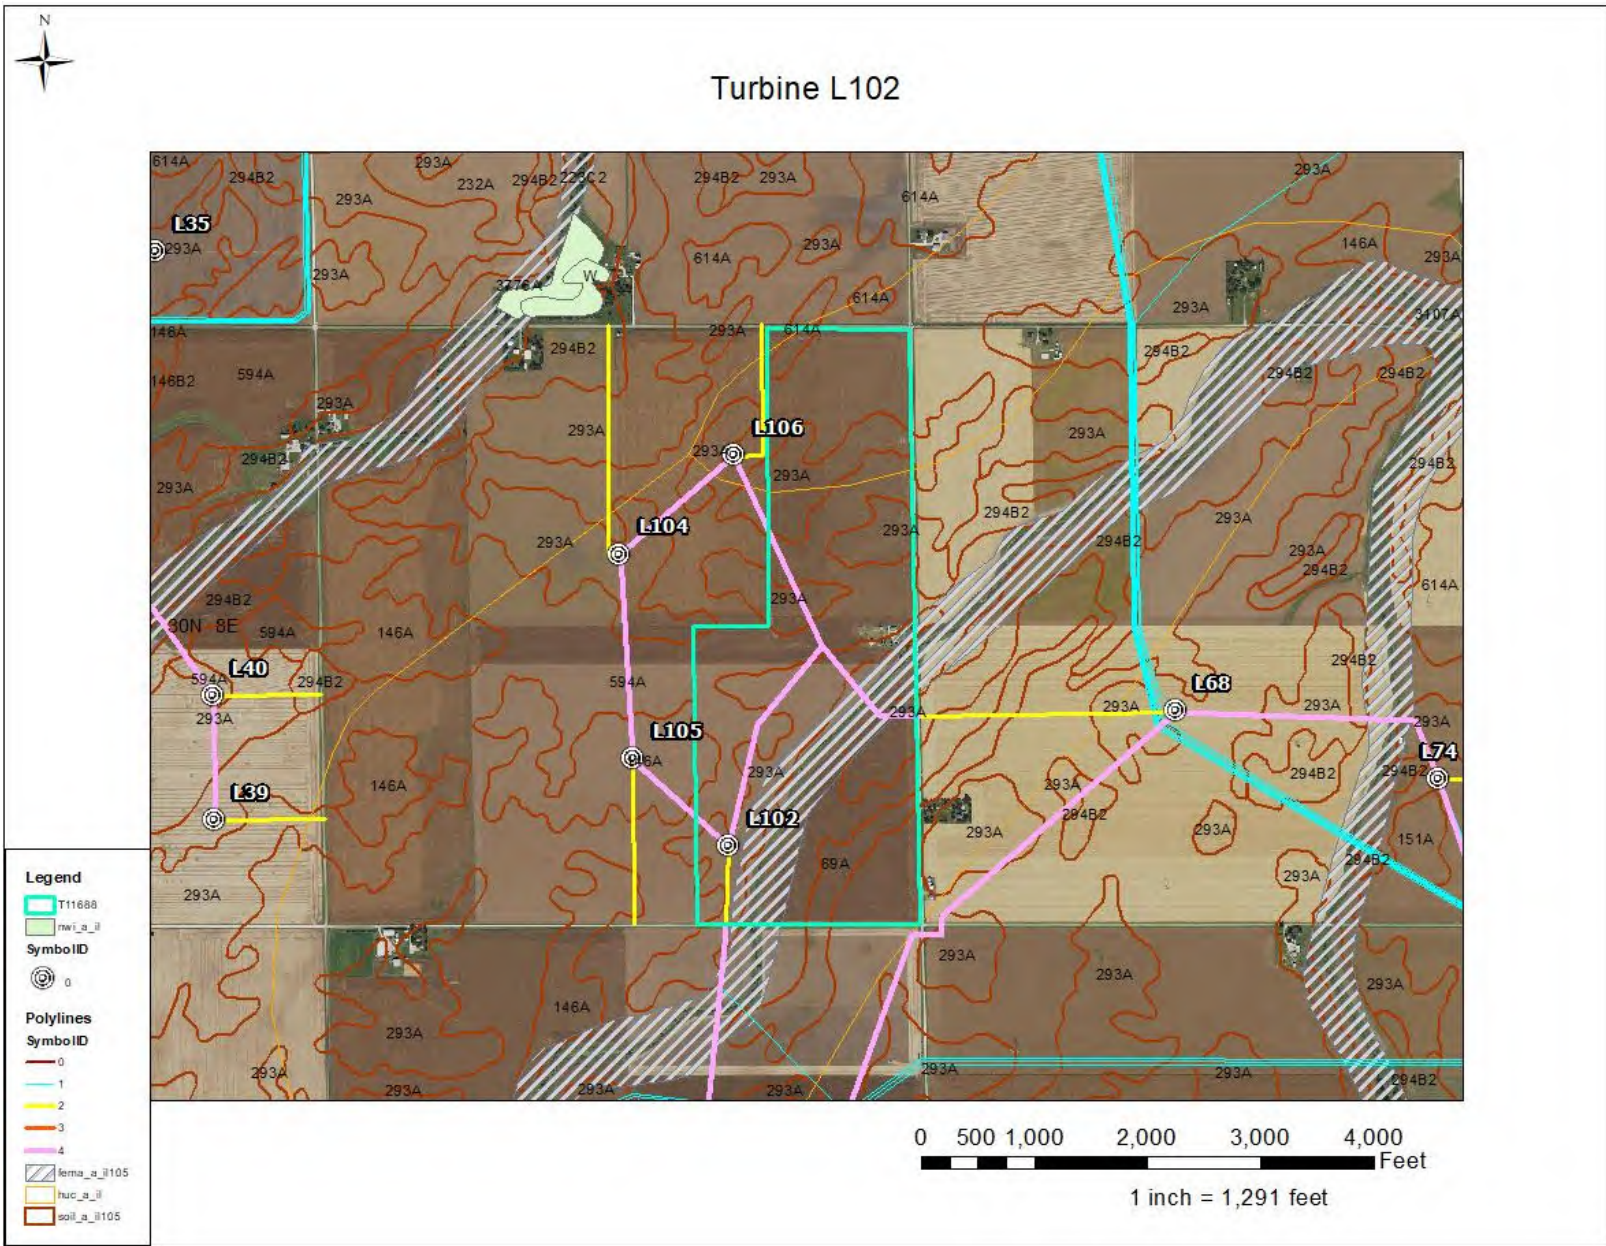 N
Turbine L102
614A
293A
294B2
232A
294B2
223C2
294B2
293A
293A
293A
614A
L35
293A
293A
614A
293A
146A
293A
W
3776A
614A
293A
3107A
146A
293A
614A
294B2
294B2
146B2
594A
293A
294B2
294B2
L106
293A
293A
293A
294B2
293A
294B2
293A
293A
L104
293A
293A
294B2
293A
294B2
293A
294B2
614A
294B2
293A
30N 8E
594A
146A
L40
594A
294B2
594A
294B2
L68
293A
293A
293A
293A
293A
L105
146A
293A
L74
294B2
294B2
L39
146A
293A
294B2
L102
293A
293A
151A
69A
294B2
293A
293A
293A
293A
146A
293A
293A
293A
293A
293A
293A
293A
293A
294B2
Legend
T11688
nwi_a_il
SymbolID
0
Polylines
SymbolID
0
1
2
3
4
fema_a_il105
huc_a_il
soil_a_il105
0 500 1,000 2,000 3,000 4,000
Feet
1 inch = 1,291 feet